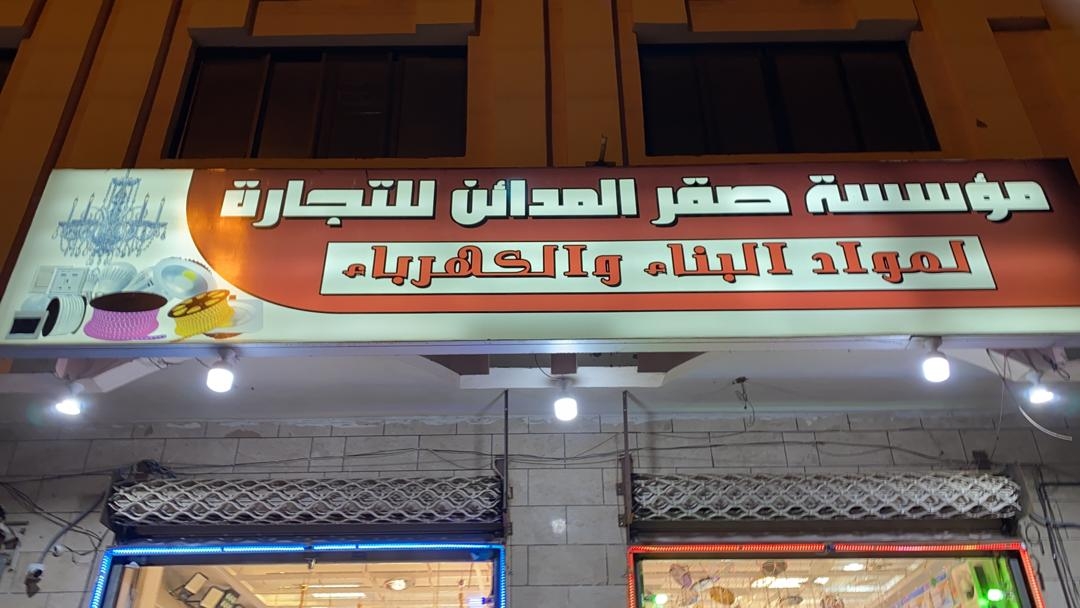 مؤسسة صقر المدائن للتجارة
لمواد البناء والكهرباء